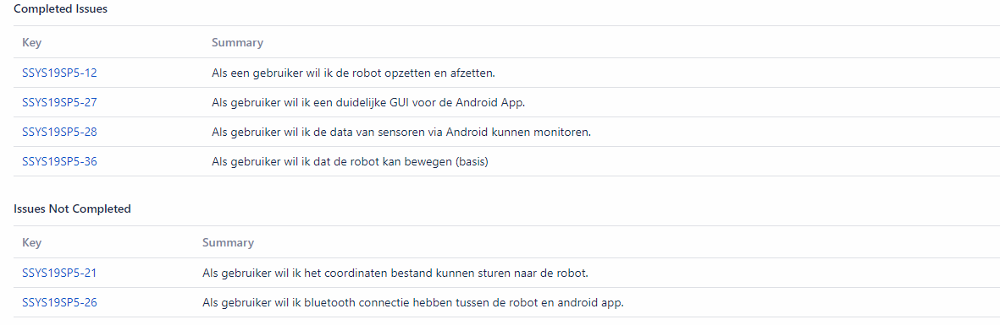 Completed Issues
Key Summary
SSYS19SP5-12 Als een gebruiker wil ik de robot opzetten en afzetten.
SSYS19SP5-27 Als gebruiker wil ik een duidelijke GUI voor de Android App.
SSYS19SP5-28 Als gebruiker wil ik de data van sensoren via Android kunnen monitoren.
SSYS19SP5-36 Als gebruiker wil ik dat de robot kan bewegen (basis)
Issues Not Completed
Key Summary
SSYS19SP5-21 Als gebruiker wil ik het coordinaten bestand kunnen sturen naar de robot.
SSYS19SP5-26 Als gebruiker wil ik bluetooth connectie hebben tussen de robot en android app.